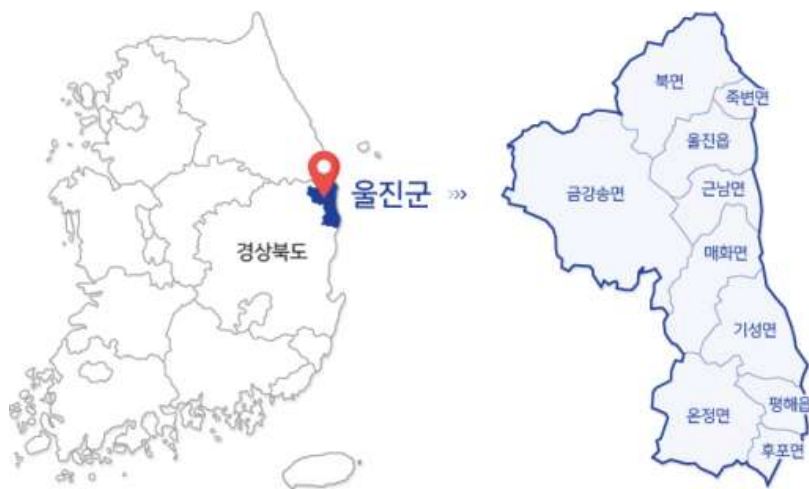 울진군 »»
경상북도
북면
죽변면
울진읍
금강송면
근남면
매화면
기성면
온정면
평해읍
후포면